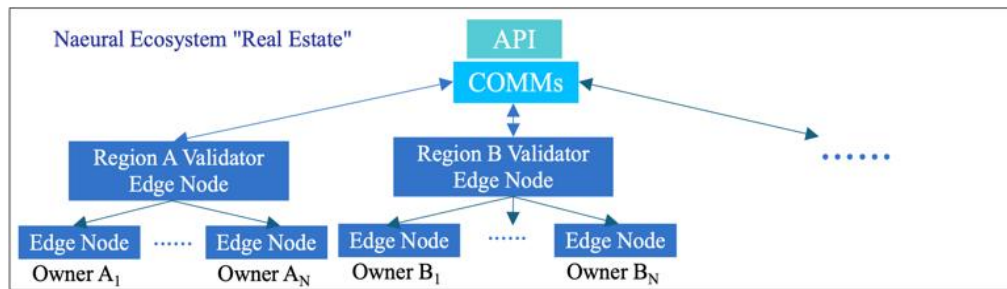 Naeural Ecosystem "Real Estate"
API
COMMs
Region A Validator
Edge Node
Region B Validator
Edge Node
......
Edge Node
......
Edge Node
Edge Node
......
Edge Node
Owner A₁
Owner Aₙ
Owner B₁
Owner Bₙ